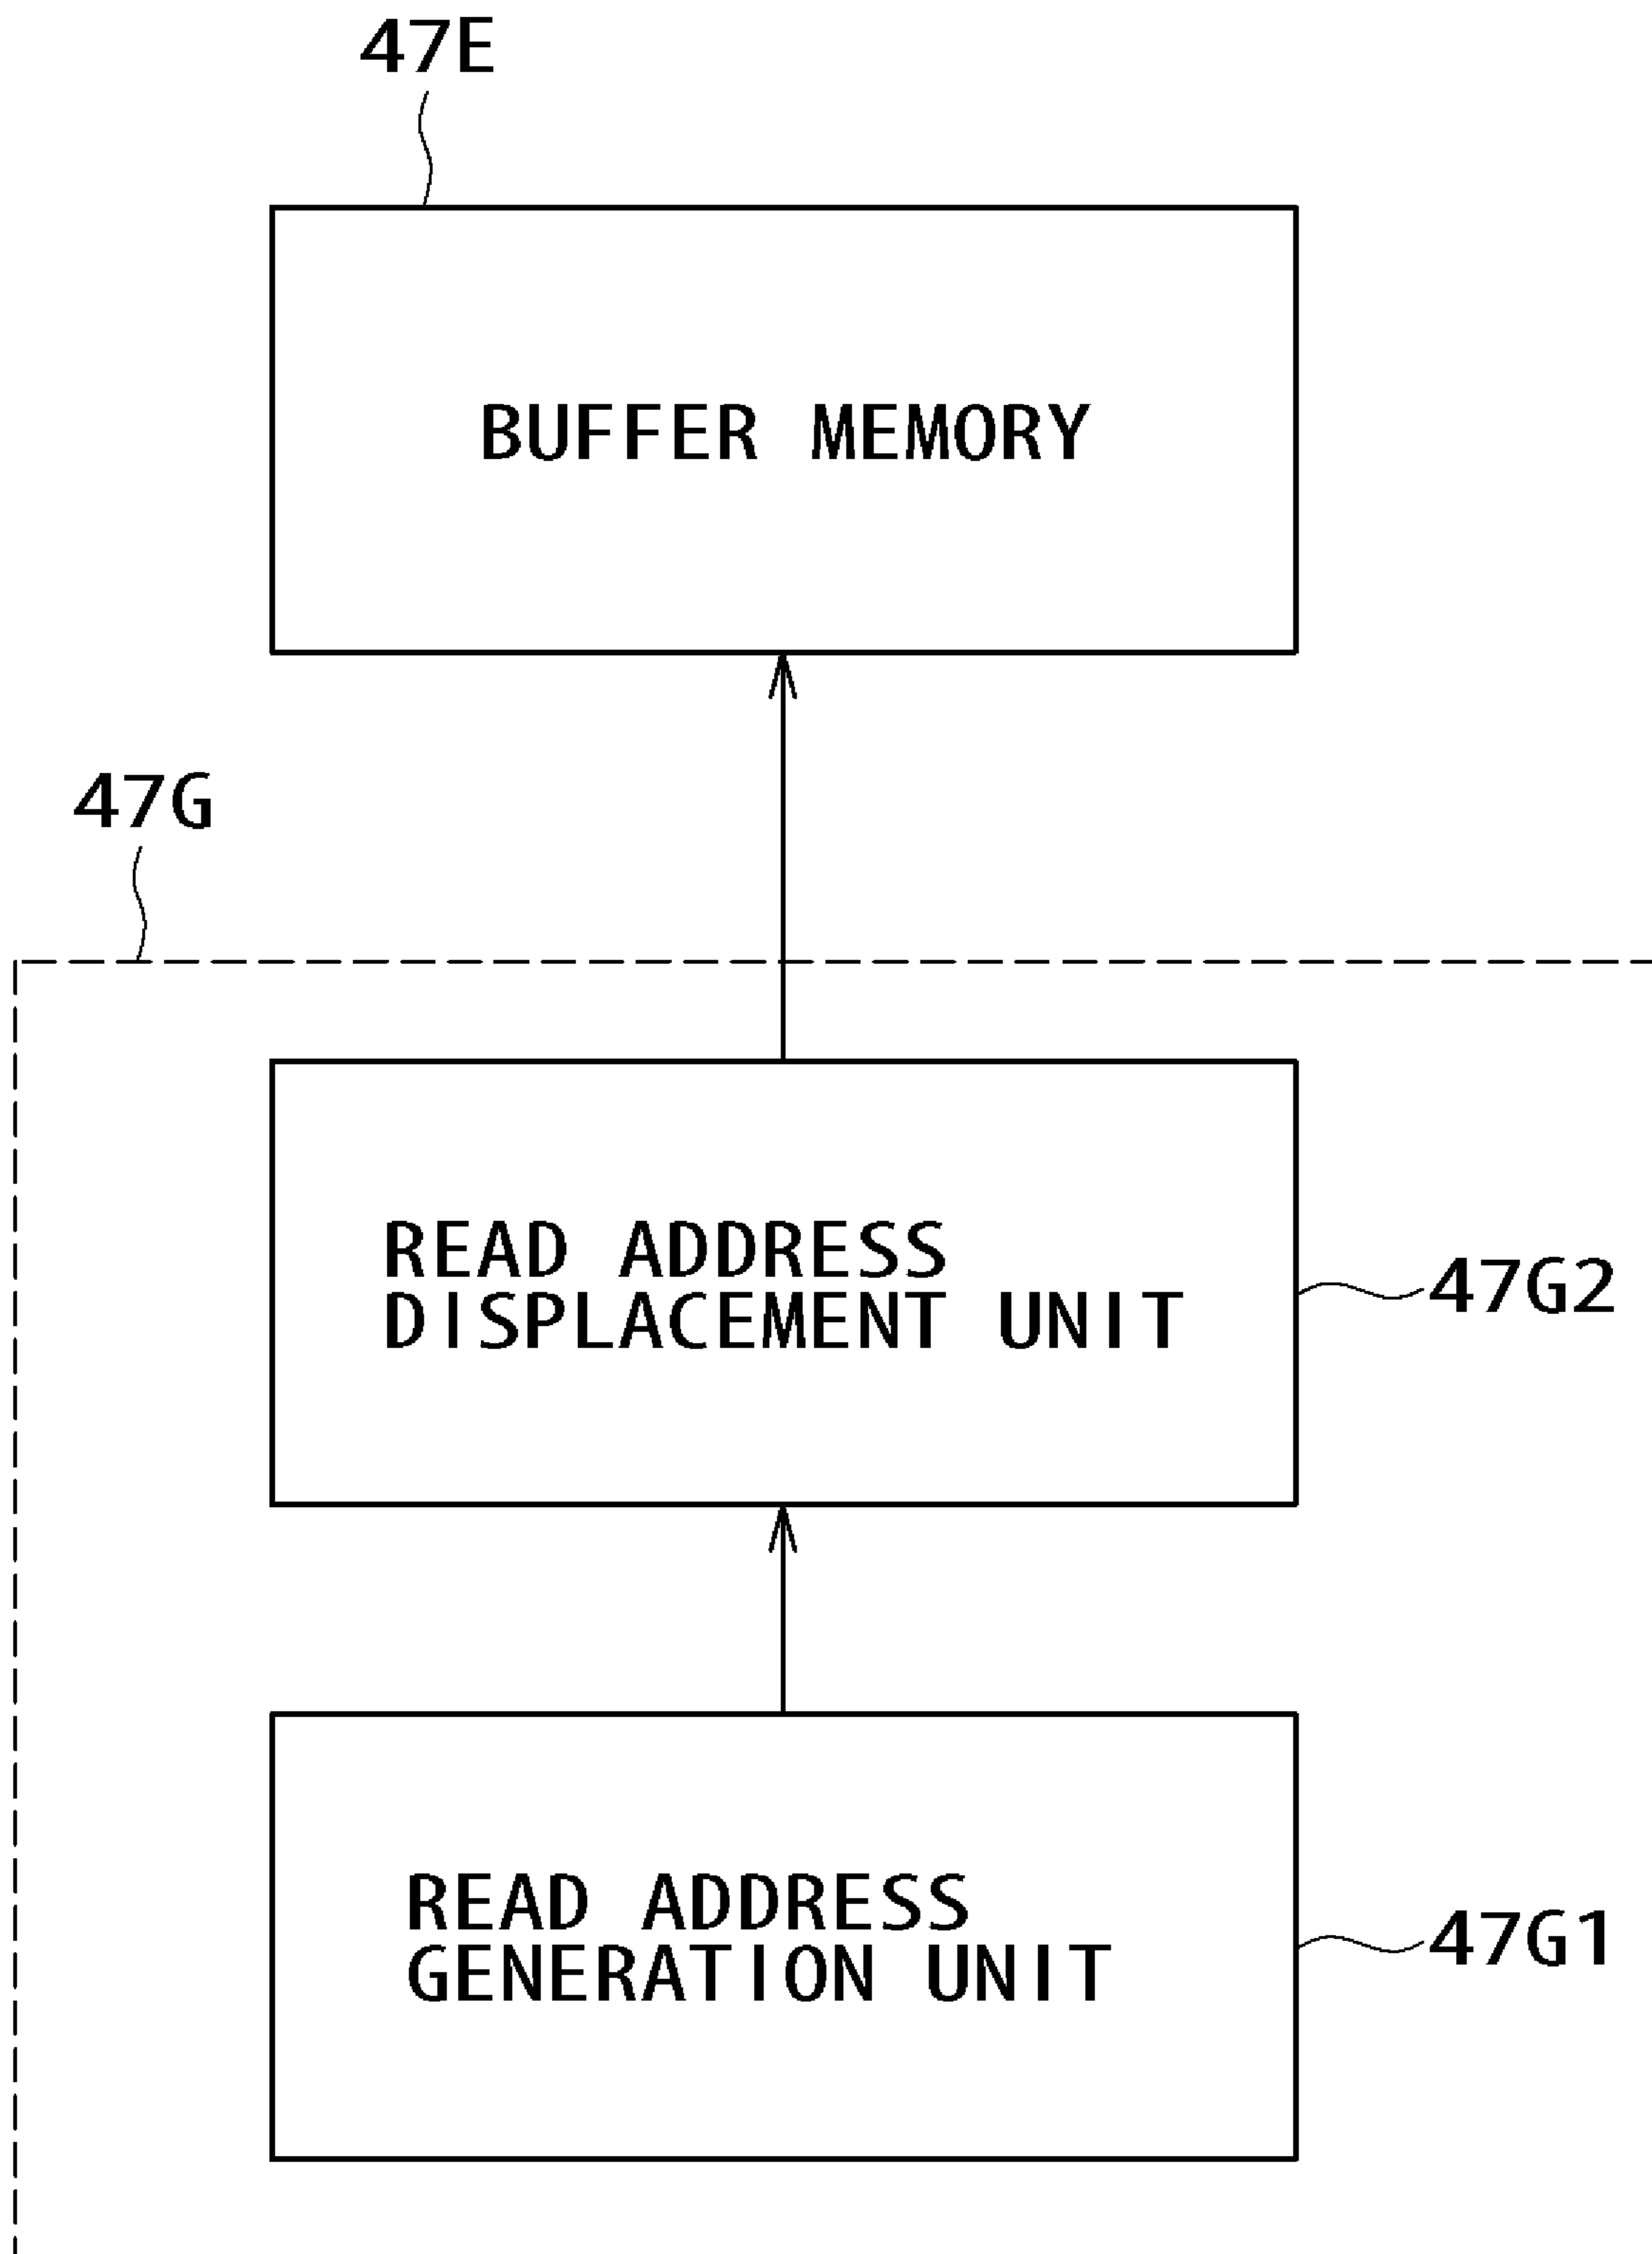 47E
BUFFER MEMORY
47G
READ ADDRESS
DISPLACEMENT UNIT
47G2
READ ADDRESS
GENERATION UNIT
47G1